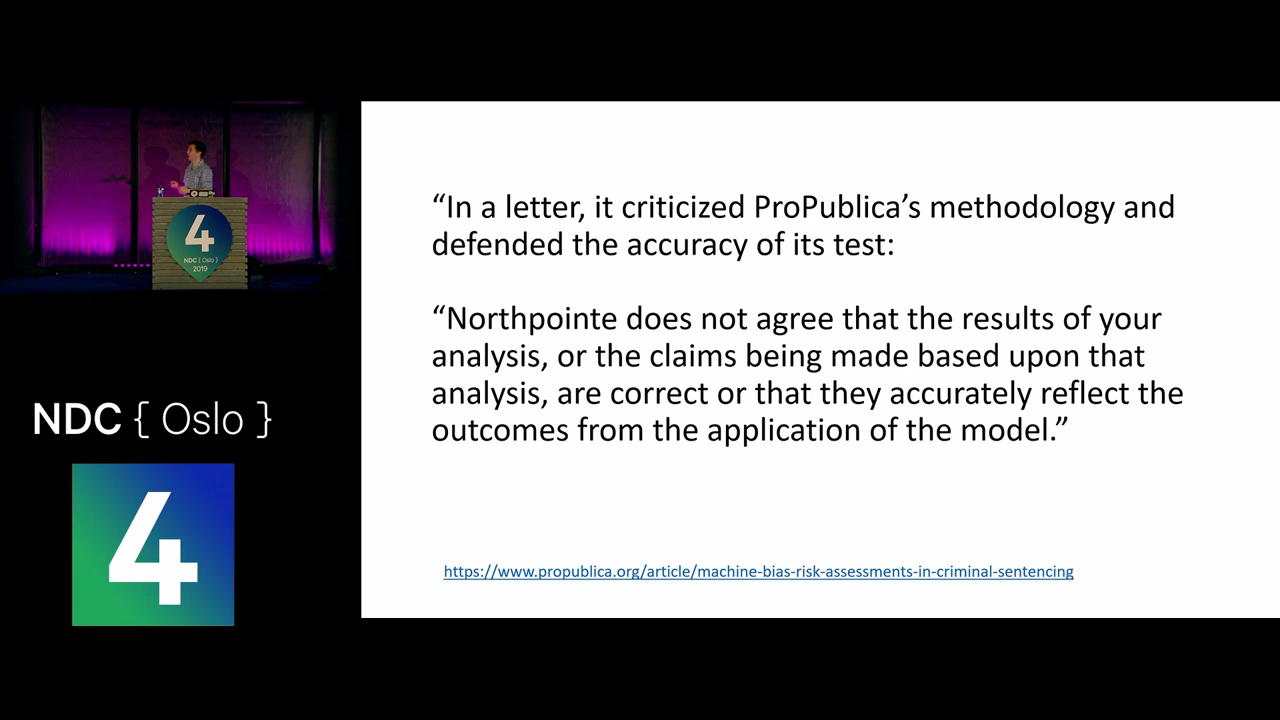 4
NDC { Oslo }
2019
NDC { Oslo }
4
“In a letter, it criticized ProPublica’s methodology and
defended the accuracy of its test:
“Northpointe does not agree that the results of your
analysis, or the claims being made based upon that
analysis, are correct or that they accurately reflect the
outcomes from the application of the model.”
https://www.propublica.org/article/machine-bias-risk-assessments-in-criminal-sentencing